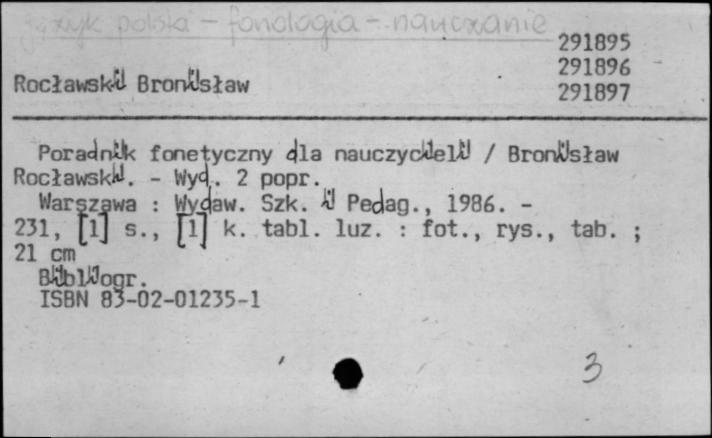 język polski - fonologia - nauczanie
291895
291896
Rocławski Bronisław
291897
Poradnik fonetyczny dla nauczycieli / Bronisław
Rocławski. - Wyd. 2 popr.
Warszawa : Wydaw. Szk. i Pedag., 1986. -
231, [1] s., [1] k. tabl. luz. : fot., rys., tab. ;
21 cm
Bibliogr.
ISBN 83-02-01235-1
3